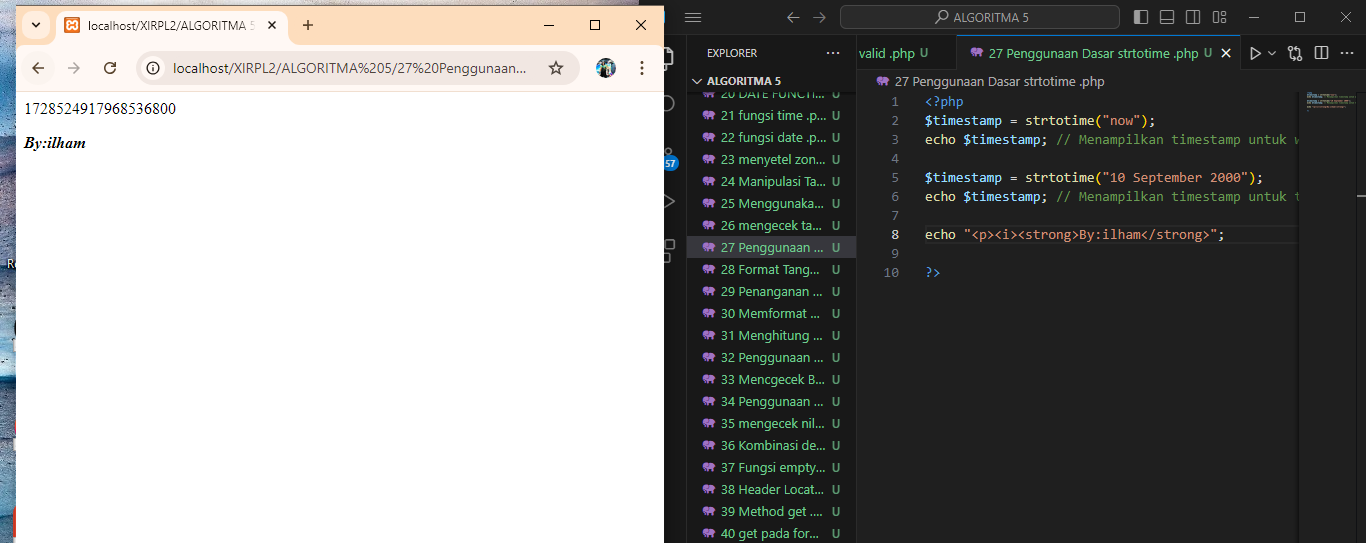 localhost/XIRPL2/ALGORITMA 5
localhost/XIRPL2/ALGORITMA%205/27%20Penggunaan...
1728524917968536800
By:ilham
ALGORITMA 5
EXPLORER
ALGORITMA 5
20 DATE FUNCTI... U
21 fungsi time .p... U
22 fungsi date .p... U
23 menyetel zon... U
24 Manipulasi Ta... U
25 Menggunaka... U
26 mengecek ta... U
27 Penggunaan ... U
28 Format Tang... U
29 Penanganan ... U
30 Memformat ... U
31 Menghitung ... U
32 Penggunaan ... U
33 Mencgecek B... U
34 Penggunaan ... U
35 mengecek nil... U
36 Kombinasi de... U
37 Fungsi empty... U
38 Header Locat... U
39 Method get .... U
40 get pada for... U
57
valid .php U
27 Penggunaan Dasar strtotime .php U
27 Penggunaan Dasar strtotime .php
1 <?php
2 $timestamp = strtotime("now");
3 echo $timestamp; // Menampilkan timestamp untuk w
4
5 $timestamp = strtotime("10 September 2000");
6 echo $timestamp; // Menampilkan timestamp untuk t
7
8 echo "<p><i><strong>By:ilham</strong>";
9
10 ?>